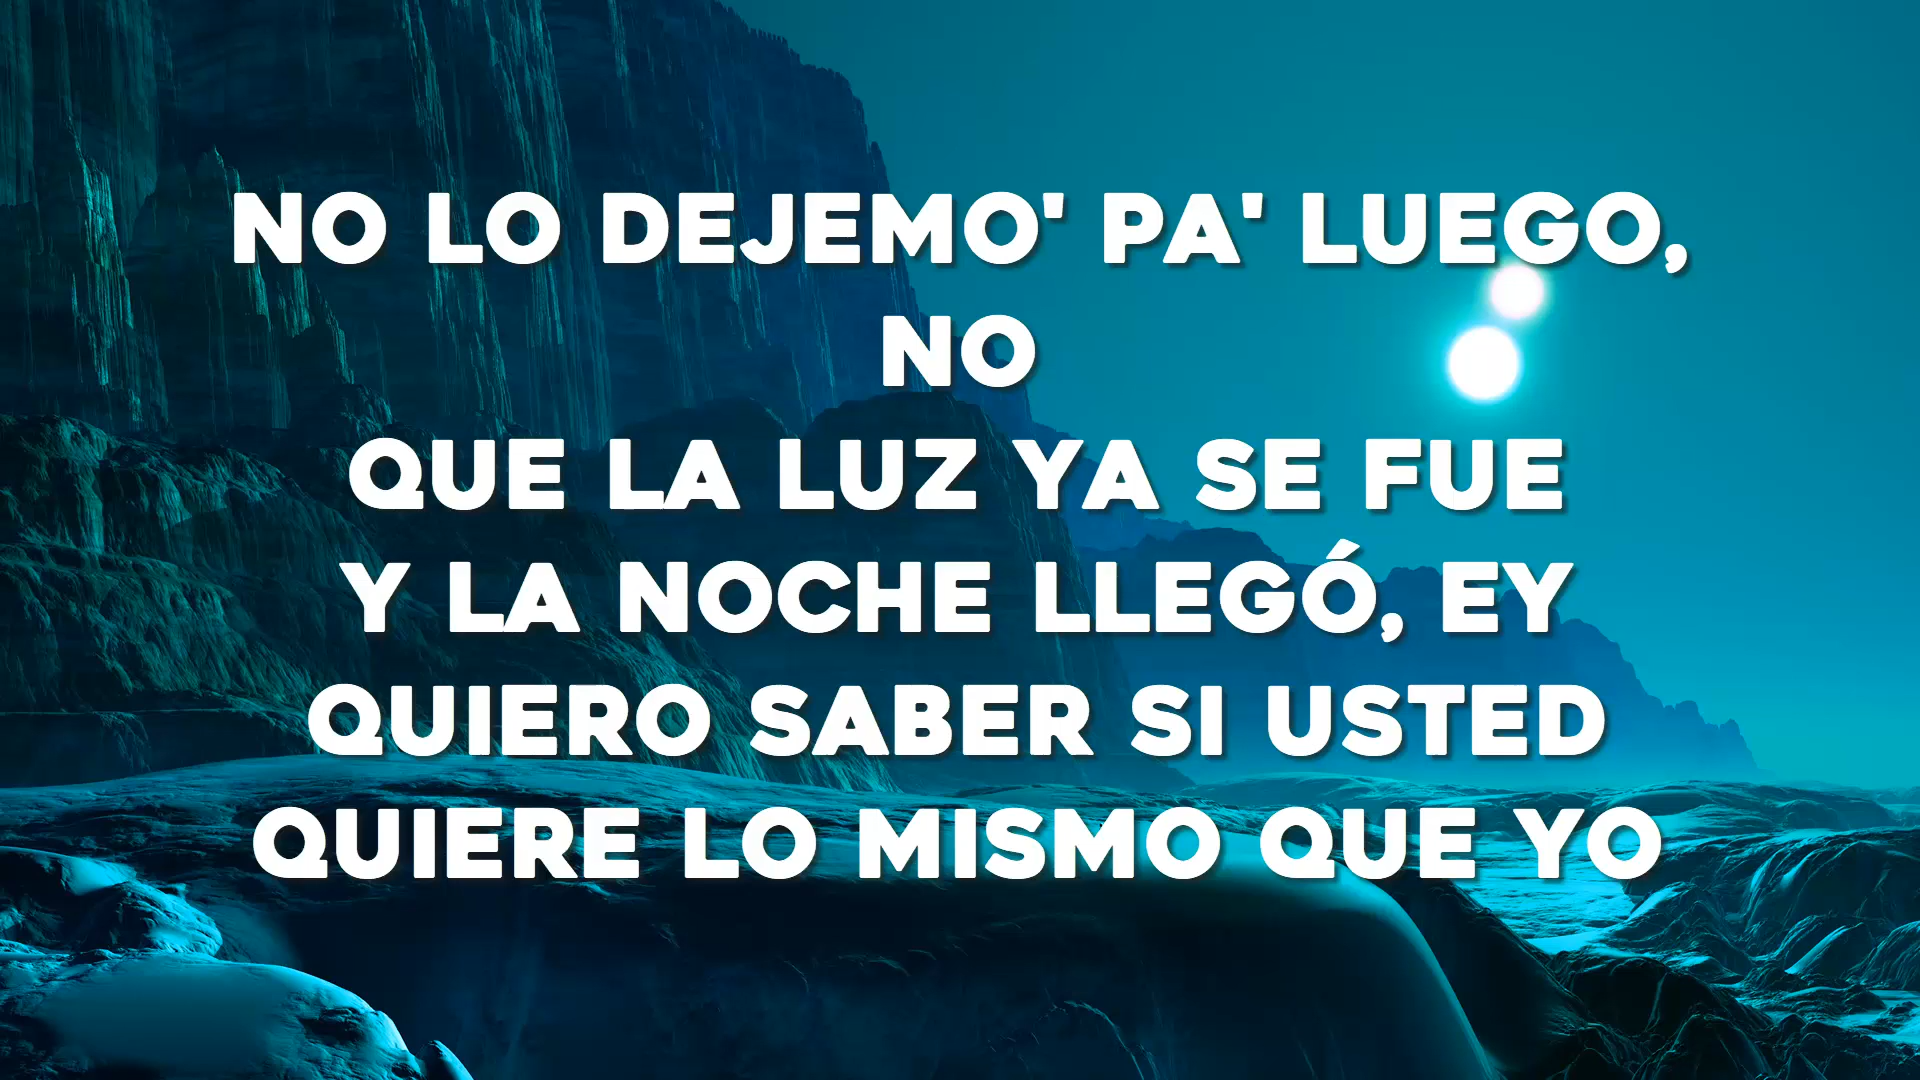 NO LO DEJEMO' PA' LUEGO,
NO
QUE LA LUZ YA SE FUE
Y LA NOCHE LLEGÓ, EY
QUIERO SABER SI USTED
QUIERE LO MISMO QUE YO